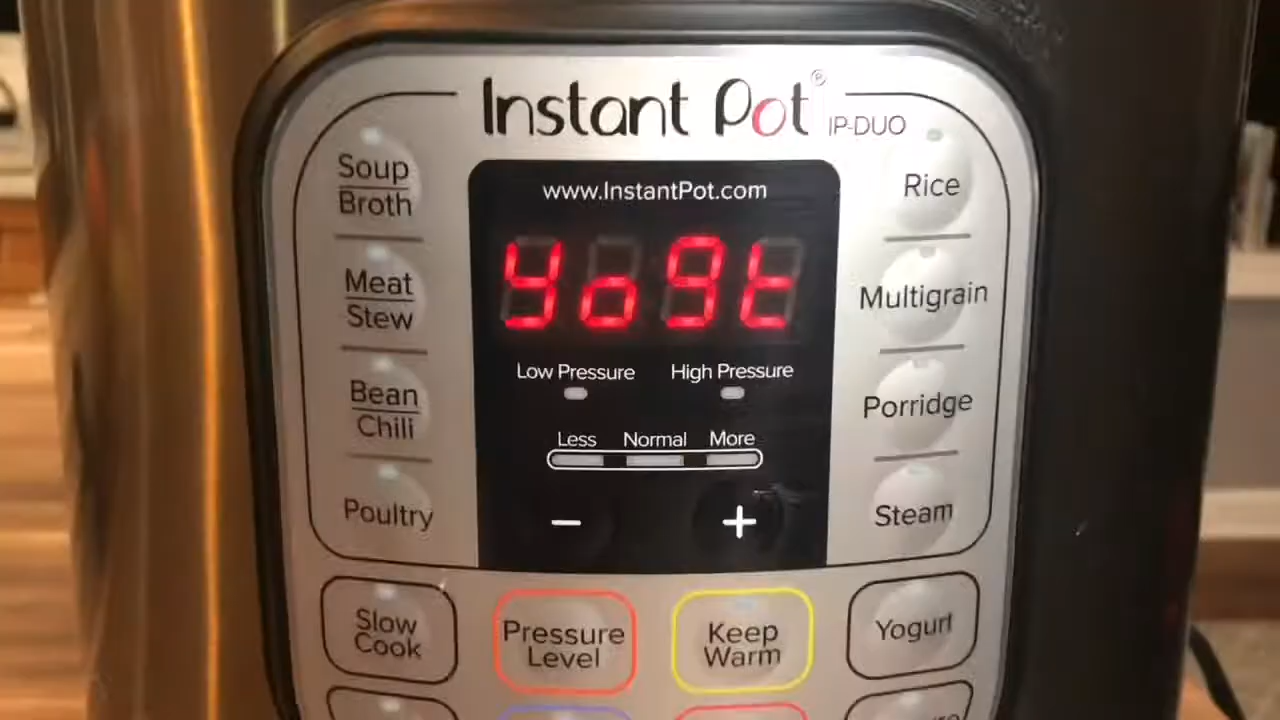 Instant Pot®
IP-DUO
www.InstantPot.com
yogt
Low Pressure
High Pressure
Less Normal More
− +
Soup
Broth
Meat
Stew
Bean
Chili
Poultry
Rice
Multigrain
Porridge
Steam
Slow
Cook
Pressure
Level
Keep
Warm
Yogurt